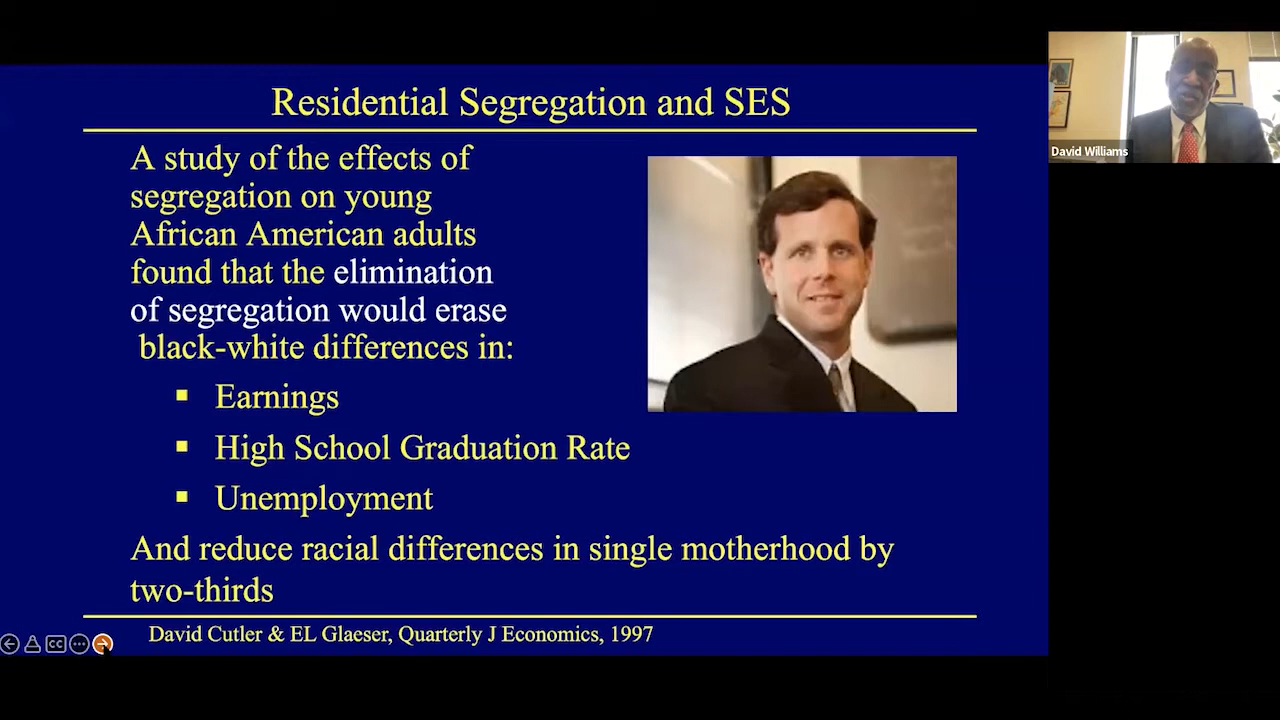 Residential Segregation and SES
A study of the effects of
segregation on young
African American adults
found that the elimination
of segregation would erase
black-white differences in:
▪ Earnings
▪ High School Graduation Rate
▪ Unemployment
And reduce racial differences in single motherhood by
two-thirds
David Cutler & EL Glaeser, Quarterly J Economics, 1997
CC
David Williams